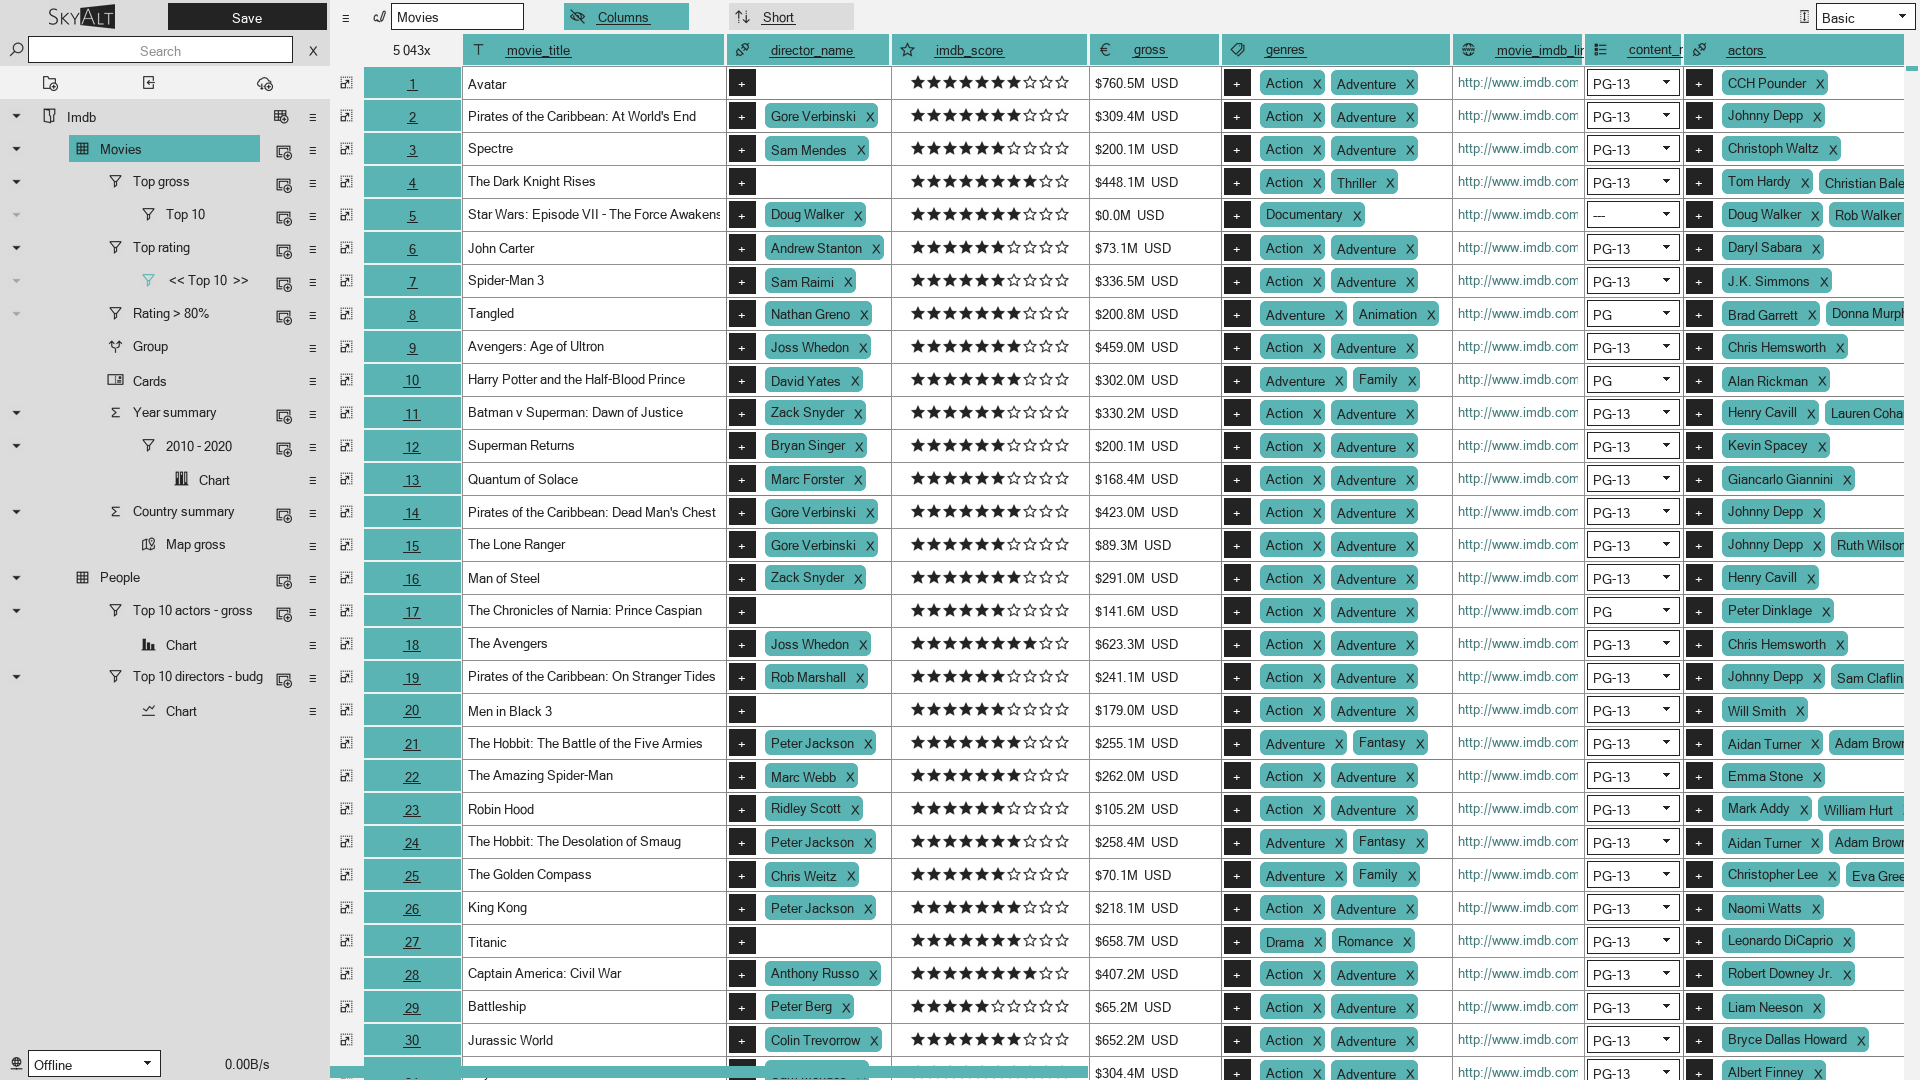 SKYALT Save ≡ Movies Columns Short Basic
Search X 5 043x movie_title director_name imdb_score gross genres movie_imdb_lin content_r actors
1 Avatar + $760.5M USD + Action X Adventure X http://www.imdb.com PG-13 + CCH Pounder X
Imdb 2 Pirates of the Caribbean: At World's End + Gore Verbinski X $309.4M USD + Action X Adventure X http://www.imdb.com PG-13 + Johnny Depp X
Movies 3 Spectre + Sam Mendes X $200.1M USD + Action X Adventure X http://www.imdb.com PG-13 + Christoph Waltz X
Top gross 4 The Dark Knight Rises + $448.1M USD + Action X Thriller X http://www.imdb.com PG-13 + Tom Hardy X Christian Bale
Top 10 5 Star Wars: Episode VII - The Force Awakens + Doug Walker X $0.0M USD + Documentary X http://www.imdb.com --- + Doug Walker X Rob Walker
Top rating 6 John Carter + Andrew Stanton X $73.1M USD + Action X Adventure X http://www.imdb.com PG-13 + Daryl Sabara X
<< Top 10 >> 7 Spider-Man 3 + Sam Raimi X $336.5M USD + Action X Adventure X http://www.imdb.com PG-13 + J.K. Simmons X
Rating > 80% 8 Tangled + Nathan Greno X $200.8M USD + Adventure X Animation X http://www.imdb.com PG + Brad Garrett X Donna Murph
Group 9 Avengers: Age of Ultron + Joss Whedon X $459.0M USD + Action X Adventure X http://www.imdb.com PG-13 + Chris Hemsworth X
Cards 10 Harry Potter and the Half-Blood Prince + David Yates X $302.0M USD + Adventure X Family X http://www.imdb.com PG + Alan Rickman X
Year summary 11 Batman v Superman: Dawn of Justice + Zack Snyder X $330.2M USD + Action X Adventure X http://www.imdb.com PG-13 + Henry Cavill X Lauren Coha
2010 - 2020 12 Superman Returns + Bryan Singer X $200.1M USD + Action X Adventure X http://www.imdb.com PG-13 + Kevin Spacey X
Chart 13 Quantum of Solace + Marc Forster X $168.4M USD + Action X Adventure X http://www.imdb.com PG-13 + Giancarlo Giannini X
Country summary 14 Pirates of the Caribbean: Dead Man's Chest + Gore Verbinski X $423.0M USD + Action X Adventure X http://www.imdb.com PG-13 + Johnny Depp X
Map gross 15 The Lone Ranger + Gore Verbinski X $89.3M USD + Action X Adventure X http://www.imdb.com PG-13 + Johnny Depp X Ruth Wilson
People 16 Man of Steel + Zack Snyder X $291.0M USD + Action X Adventure X http://www.imdb.com PG-13 + Henry Cavill X
Top 10 actors - gross 17 The Chronicles of Narnia: Prince Caspian + $141.6M USD + Action X Adventure X http://www.imdb.com PG + Peter Dinklage X
Chart 18 The Avengers + Joss Whedon X $623.3M USD + Action X Adventure X http://www.imdb.com PG-13 + Chris Hemsworth X
Top 10 directors - budg 19 Pirates of the Caribbean: On Stranger Tides + Rob Marshall X $241.1M USD + Action X Adventure X http://www.imdb.com PG-13 + Johnny Depp X Sam Claflin
Chart 20 Men in Black 3 + $179.0M USD + Action X Adventure X http://www.imdb.com PG-13 + Will Smith X
21 The Hobbit: The Battle of the Five Armies + Peter Jackson X $255.1M USD + Adventure X Fantasy X http://www.imdb.com PG-13 + Aidan Turner X Adam Brown
22 The Amazing Spider-Man + Marc Webb X $262.0M USD + Action X Adventure X http://www.imdb.com PG-13 + Emma Stone X
23 Robin Hood + Ridley Scott X $105.2M USD + Action X Adventure X http://www.imdb.com PG-13 + Mark Addy X William Hurt
24 The Hobbit: The Desolation of Smaug + Peter Jackson X $258.4M USD + Adventure X Fantasy X http://www.imdb.com PG-13 + Aidan Turner X Adam Brown
25 The Golden Compass + Chris Weitz X $70.1M USD + Adventure X Family X http://www.imdb.com PG-13 + Christopher Lee X Eva Gree
26 King Kong + Peter Jackson X $218.1M USD + Action X Adventure X http://www.imdb.com PG-13 + Naomi Watts X
27 Titanic + $658.7M USD + Drama X Romance X http://www.imdb.com PG-13 + Leonardo DiCaprio X
28 Captain America: Civil War + Anthony Russo X $407.2M USD + Action X Adventure X http://www.imdb.com PG-13 + Robert Downey Jr. X
29 Battleship + Peter Berg X $65.2M USD + Action X Adventure X http://www.imdb.com PG-13 + Liam Neeson X
30 Jurassic World + Colin Trevorrow X $652.2M USD + Action X Adventure X http://www.imdb.com PG-13 + Bryce Dallas Howard X
Offline 0.00B/s $304.4M USD + Action X Adventure X http://www.imdb.com PG-13 + Albert Finney X